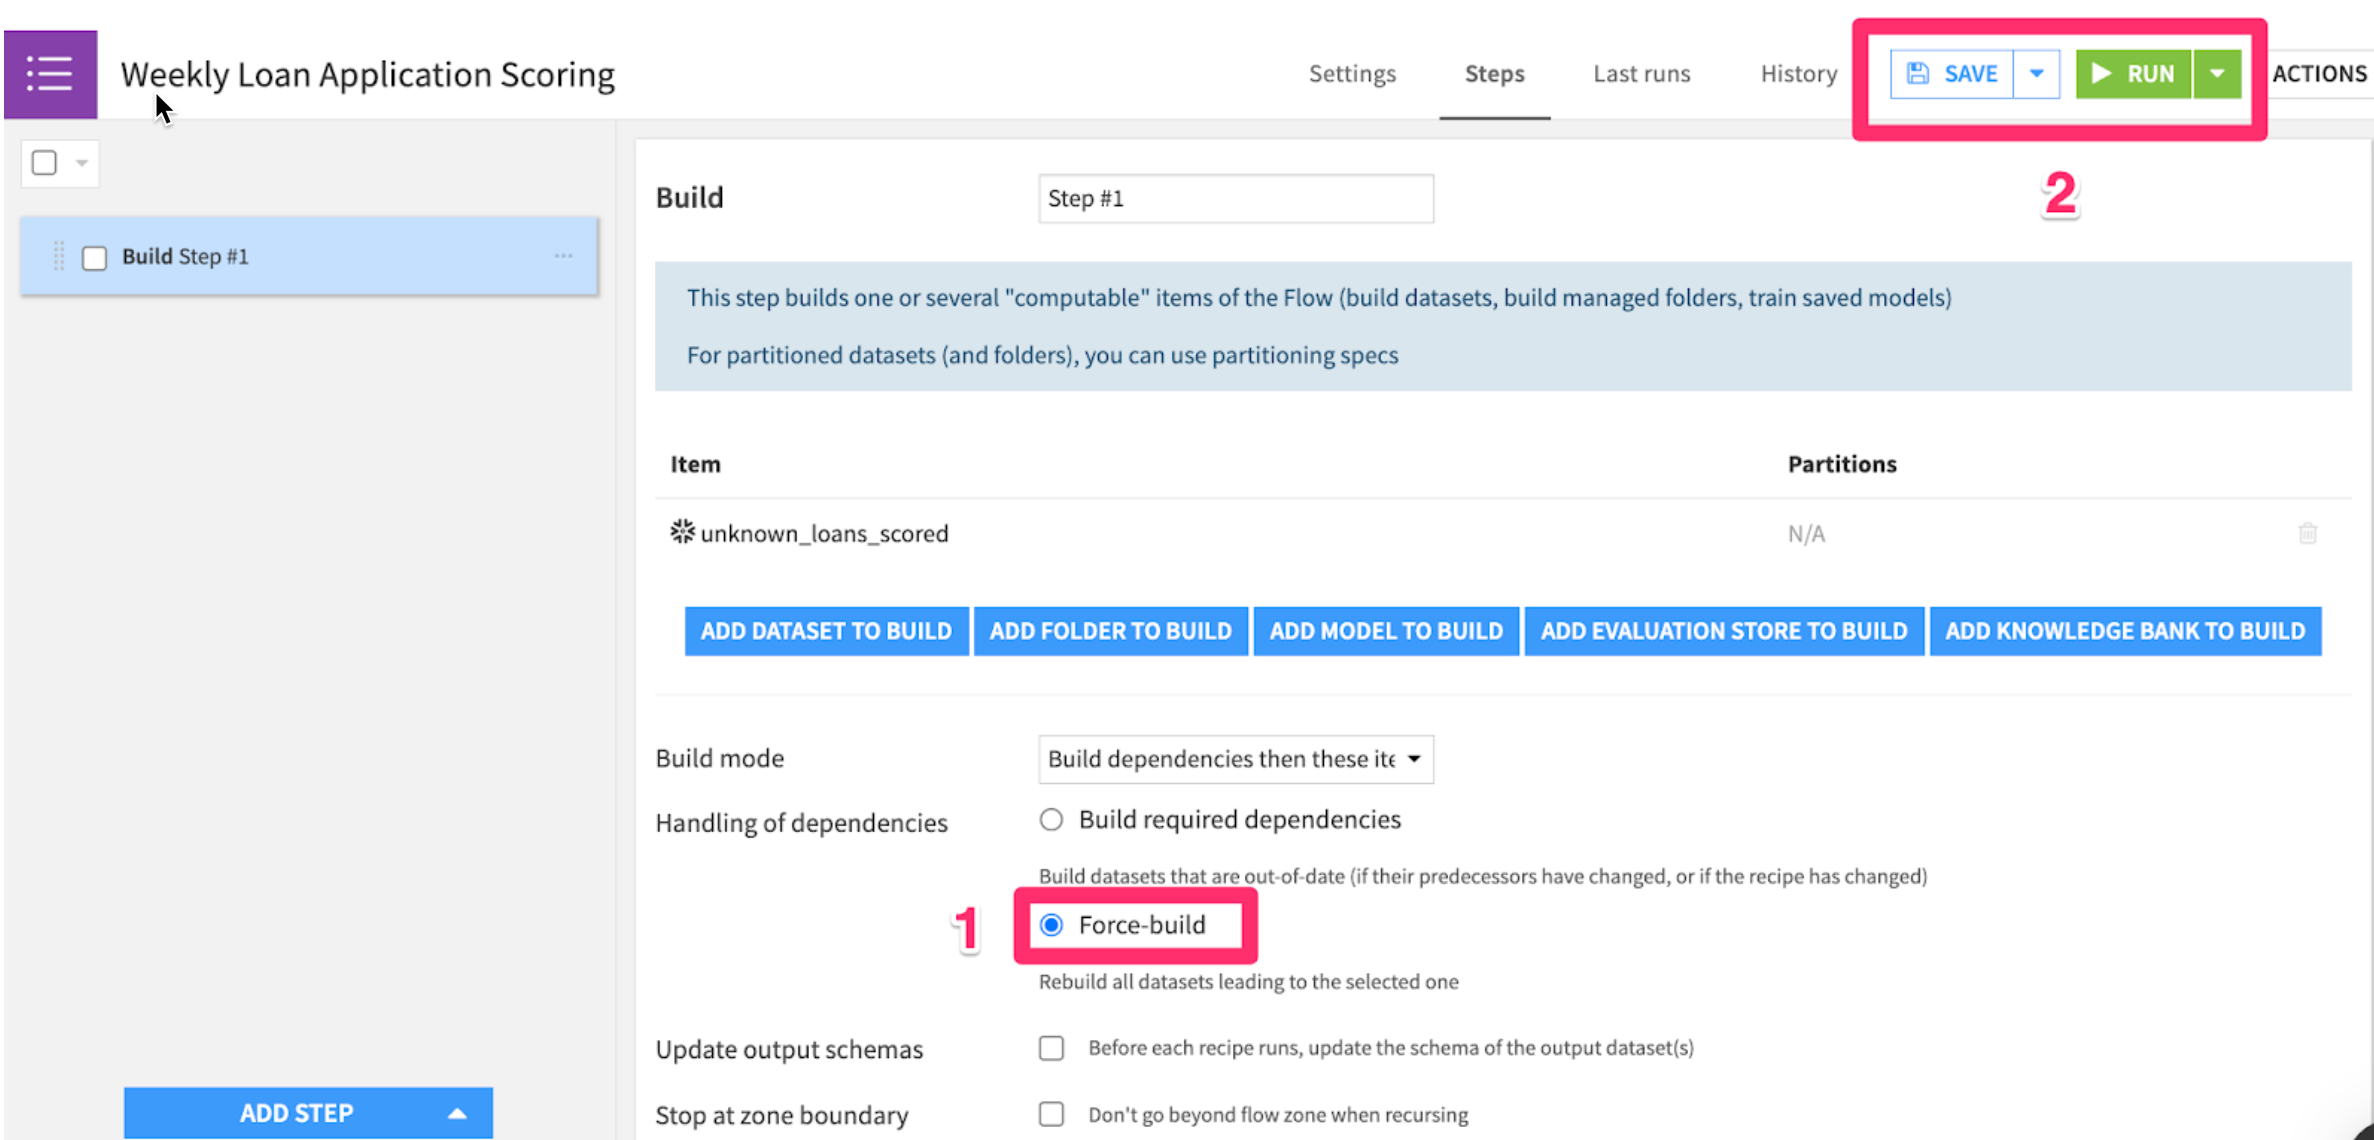 Weekly Loan Application Scoring
Settings
Steps
Last runs
History
SAVE
RUN
ACTIONS
2
Build Step #1
...
Build
Step #1
This step builds one or several "computable" items of the Flow (build datasets, build managed folders, train saved models)
For partitioned datasets (and folders), you can use partitioning specs
Item
Partitions
unknown_loans_scored
N/A
ADD DATASET TO BUILD
ADD FOLDER TO BUILD
ADD MODEL TO BUILD
ADD EVALUATION STORE TO BUILD
ADD KNOWLEDGE BANK TO BUILD
Build mode
Build dependencies then these ite
Handling of dependencies
Build required dependencies
Build datasets that are out-of-date (if their predecessors have changed, or if the recipe has changed)
1
Force-build
Rebuild all datasets leading to the selected one
Update output schemas
Before each recipe runs, update the schema of the output dataset(s)
Stop at zone boundary
Don't go beyond flow zone when recursing
ADD STEP